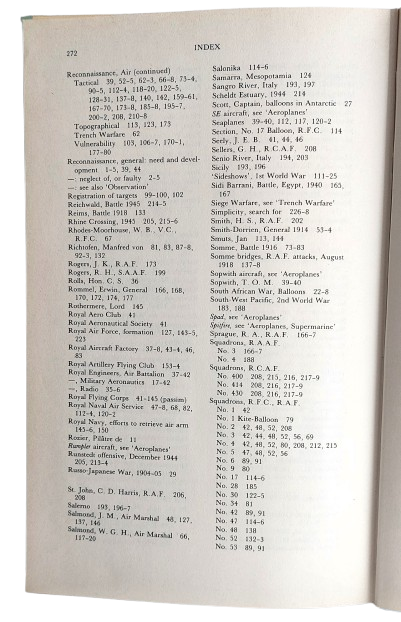 272
INDEX
Reconnaissance, Air (continued)
Tactical 39, 52-5, 62-3, 66-8, 73-4,
90-5, 112-4, 118-20, 122-5,
128-31, 137-8, 140, 142, 159-61,
167-70, 173-8, 185-8, 195-7,
200-2, 208, 210-8
Topographical 113, 123, 173
Trench Warfare 62
Vulnerability 103, 106-7, 170-1,
177-80
Reconnaissance, general: need and devel-
opment 1-5, 39, 44
—: neglect of, or faulty 2-5
—: see also 'Observation'
Registration of targets 99-100, 102
Reichwald, Battle 1945 214-5
Reims, Battle 1918 133
Rhine Crossing, 1945 205, 215-6
Rhodes-Moorhouse, W. B., V.C.,
R.F.C. 67
Richtofen, Manfred von 81, 83, 87-8,
92-3, 132
Rogers, J. K., R.A.F. 173
Rogers, R. H., S.A.A.F. 199
Rolls, Hon. C. S. 36
Rommel, Erwin, General 166, 168,
170, 172, 174, 177
Rothermere, Lord 145
Royal Aero Club 41
Royal Aeronautical Society 41
Royal Air Force, formation 127, 143-5,
223
Royal Aircraft Factory 37-8, 43-4, 46,
83
Royal Artillery Flying Club 153-4
Royal Engineers, Air Battalion 37-42
—, Military Aeronautics 17-42
—, Radio 35-6
Royal Flying Corps 41-145 (passim)
Royal Naval Air Service 47-8, 68, 82,
112-4, 120-2
Royal Navy, efforts to retrieve air arm
145-6, 150
Rozier, Pilâtre de 11
Rumpler aircraft, see 'Aeroplanes'
Runstedt offensive, December 1944
205, 213-4
Russo-Japanese War, 1904-05 29
St. John, C. D. Harris, R.A.F. 206,
208
Salerno 193, 196-7
Salmond, J. M., Air Marshal 48, 127,
137, 146
Salmond, W. G. H., Air Marshal 66,
117-20
Salonika 114-6
Samarra, Mesopotamia 124
Sangro River, Italy 193, 197
Scheldt Estuary, 1944 214
Scott, Captain, balloons in Antarctic 27
SE aircraft, see 'Aeroplanes'
Seaplanes 39-40, 112, 117, 120-2
Section, No. 17 Balloon, R.F.C. 114
Seely, J. E. B. 41, 44, 46
Sellers, G. H., R.C.A.F. 208
Senio River, Italy 194, 203
Sicily 193, 196
'Sideshows', 1st World War 111-25
Sidi Barrani, Battle, Egypt, 1940 165,
167
Siege Warfare, see 'Trench Warfare'
Simplicity, search for 226-8
Smith, H. S., R.A.F. 202
Smith-Dorrien, General 1914 53-4
Smuts, Jan 113, 144
Somme, Battle 1916 73-83
Somme bridges, R.A.F. attacks, August
1918 137-8
Sopwith aircraft, see 'Aeroplanes'
Sopwith, T. O. M. 39-40
South African War, Balloons 22-8
South-West Pacific, 2nd World War
183, 188
Spad, see 'Aeroplanes'
Spitfire, see 'Aeroplanes, Supermarine'
Sprague, R. A., R.A.A.F. 166-7
Squadrons, R.A.A.F.
No. 3 166-7
No. 4 188
Squadrons, R.C.A.F.
No. 400 208, 215, 216, 217-9
No. 414 208, 216, 217-9
No. 430 208, 216, 217-9
Squadrons, R.F.C., R.A.F.
No. 1 42
No. 1 Kite-Balloon 79
No. 2 42, 48, 52, 208
No. 3 42, 44, 48, 52, 56, 69
No. 4 42, 48, 52, 80, 208, 212, 215
No. 5 47, 48, 52, 56
No. 6 89, 91
No. 9 80
No. 17 114-6
No. 28 185
No. 30 122-5
No. 34 81
No. 42 89, 91
No. 47 114-6
No. 48 138
No. 52 132-3
No. 53 89, 91